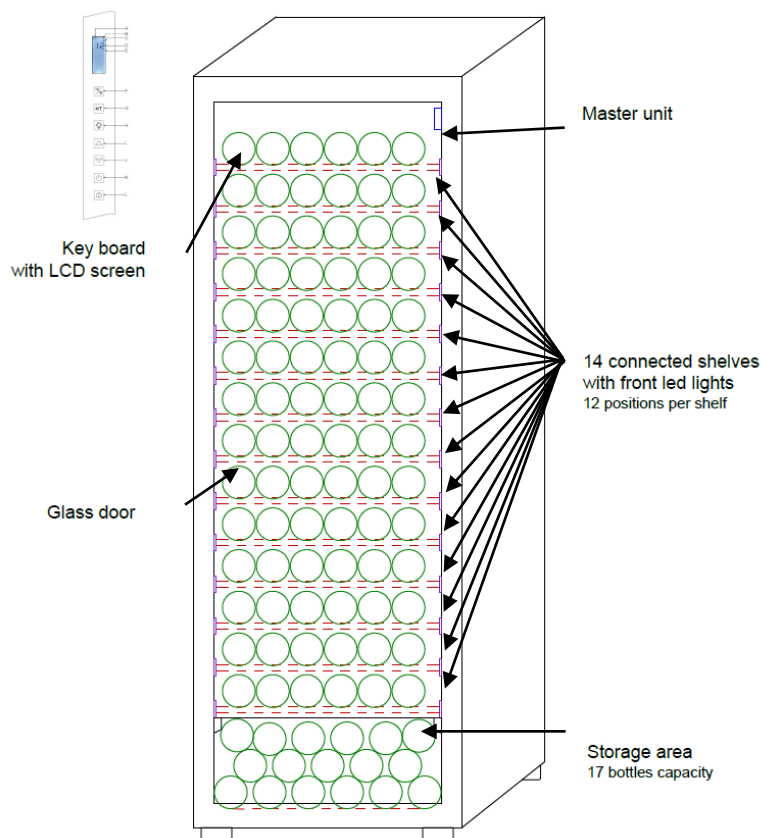 Master unit
Key board
with LCD screen
14 connected shelves
with front led lights
12 positions per shelf
Glass door
Storage area
17 bottles capacity